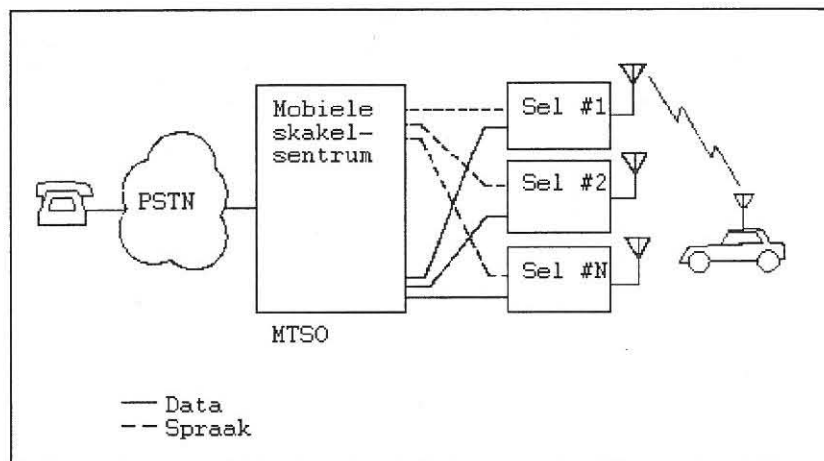 Mobiele
skakel-
sentrum
Sel #1
Sel #2
Sel #N
PSTN
MTSO
Data
Spraak